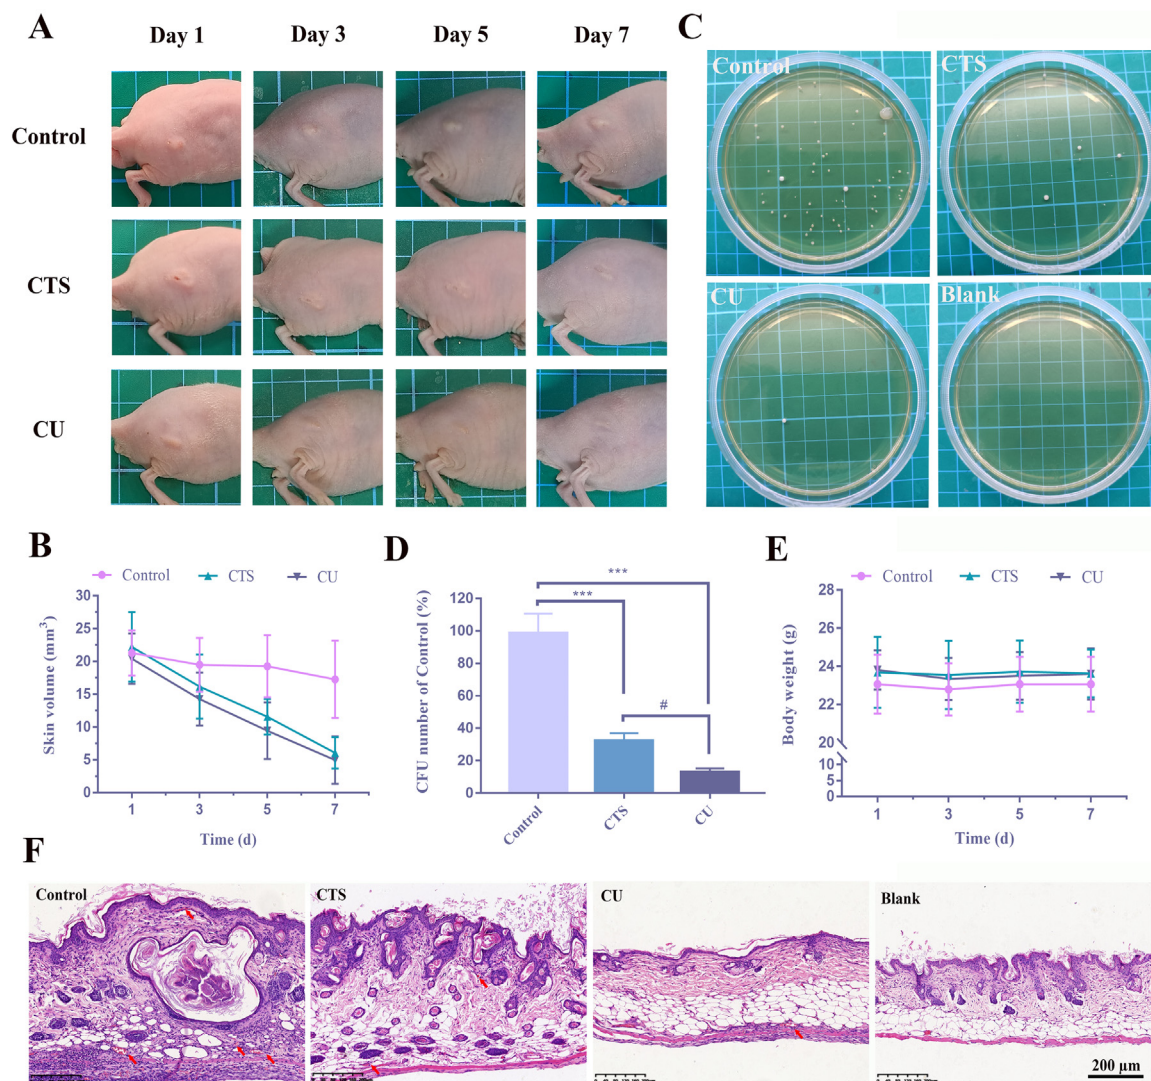 A
Day 1
Day 3
Day 5
Day 7
Control
CTS
CU
C
Control
CTS
CU
Blank
B
Control
CTS
CU
Skin volume (mm³)
30
25
20
15
10
5
0
1
3
5
7
Time (d)
D
CFU number of Control (%)
120
100
80
60
40
20
0
***
***
#
Control
CTS
CU
E
Control
CTS
CU
Body weight (g)
28
26
24
22
20
10
5
0
1
3
5
7
Time (d)
F
Control
CTS
CU
Blank
200 µm